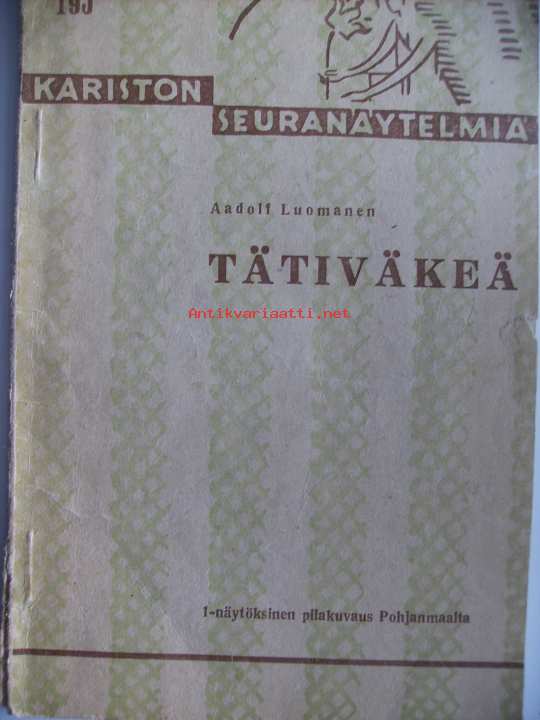 KARISTON
SEURANÄYTELMIÄ
Aadolf Luomanen
TÄTIVÄKEÄ
Antikvariaatti.net
1-näytöksinen pilakuvaus Pohjanmaalta